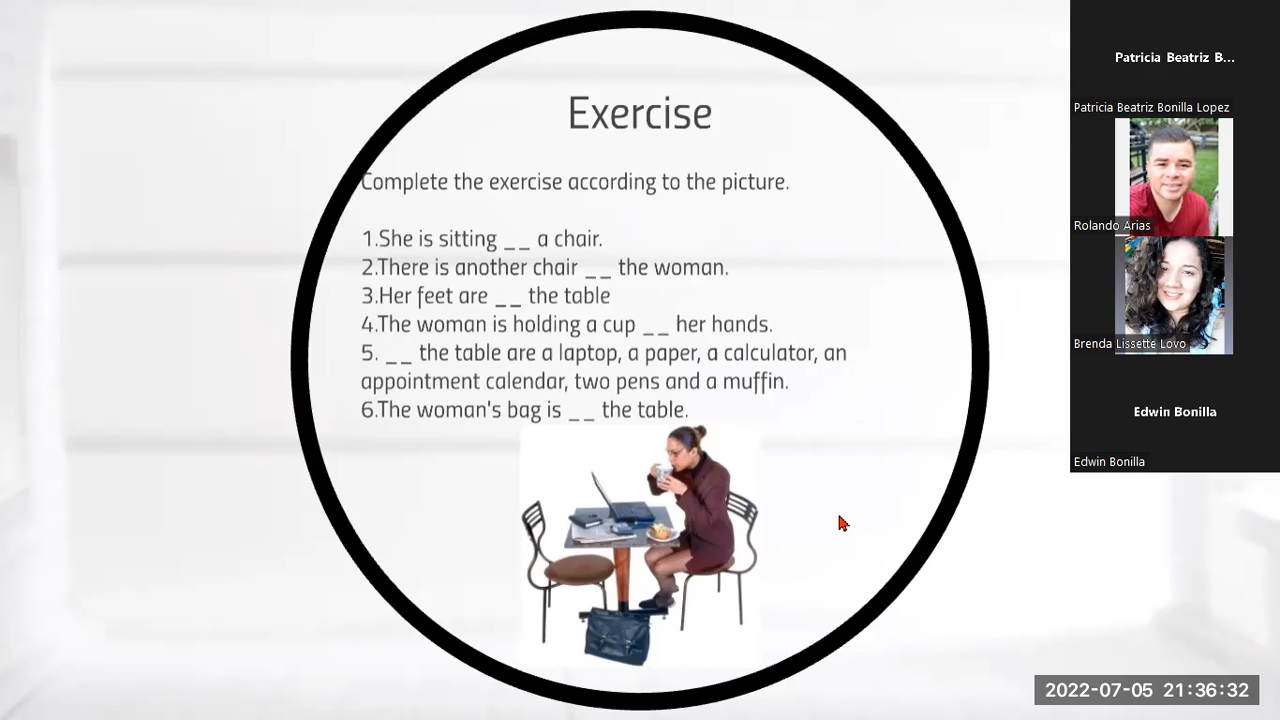 Exercise
Complete the exercise according to the picture.
1.She is sitting __ a chair.
2.There is another chair __ the woman.
3.Her feet are __ the table
4.The woman is holding a cup __ her hands.
5. __ the table are a laptop, a paper, a calculator, an
appointment calendar, two pens and a muffin.
6.The woman's bag is __ the table.
Patricia Beatriz B...
Patricia Beatriz Bonilla Lopez
Rolando Arias
Brenda Lissette Lovo
Edwin Bonilla
Edwin Bonilla
2022-07-05 21:36:32